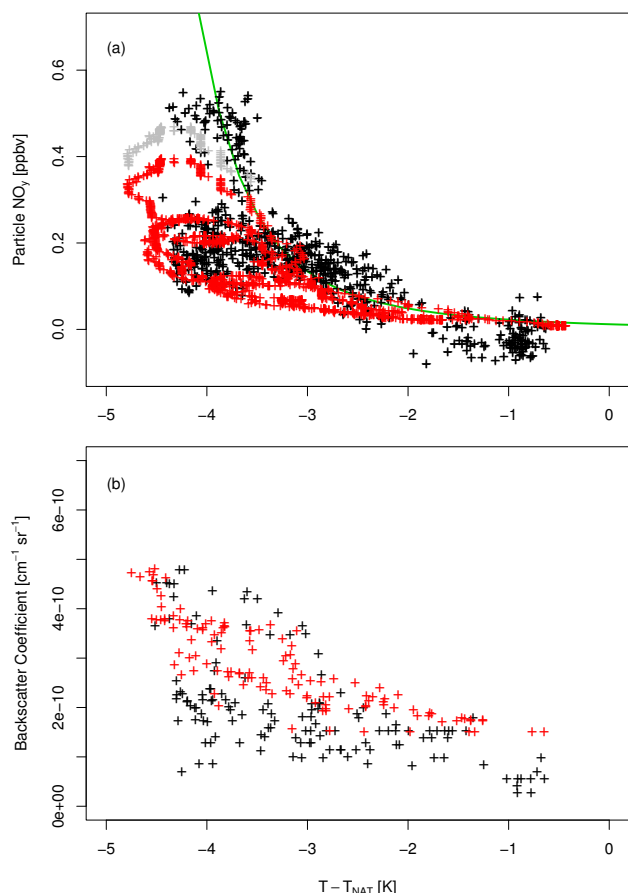 (a)
Particle NOy [ppbv]
0.6
0.4
0.2
0.0
−5 −4 −3 −2 −1 0
(b)
Backscatter Coefficient [cm−1 sr−1]
6e−10
4e−10
2e−10
0e+00
−5 −4 −3 −2 −1 0
T − TNAT [K]